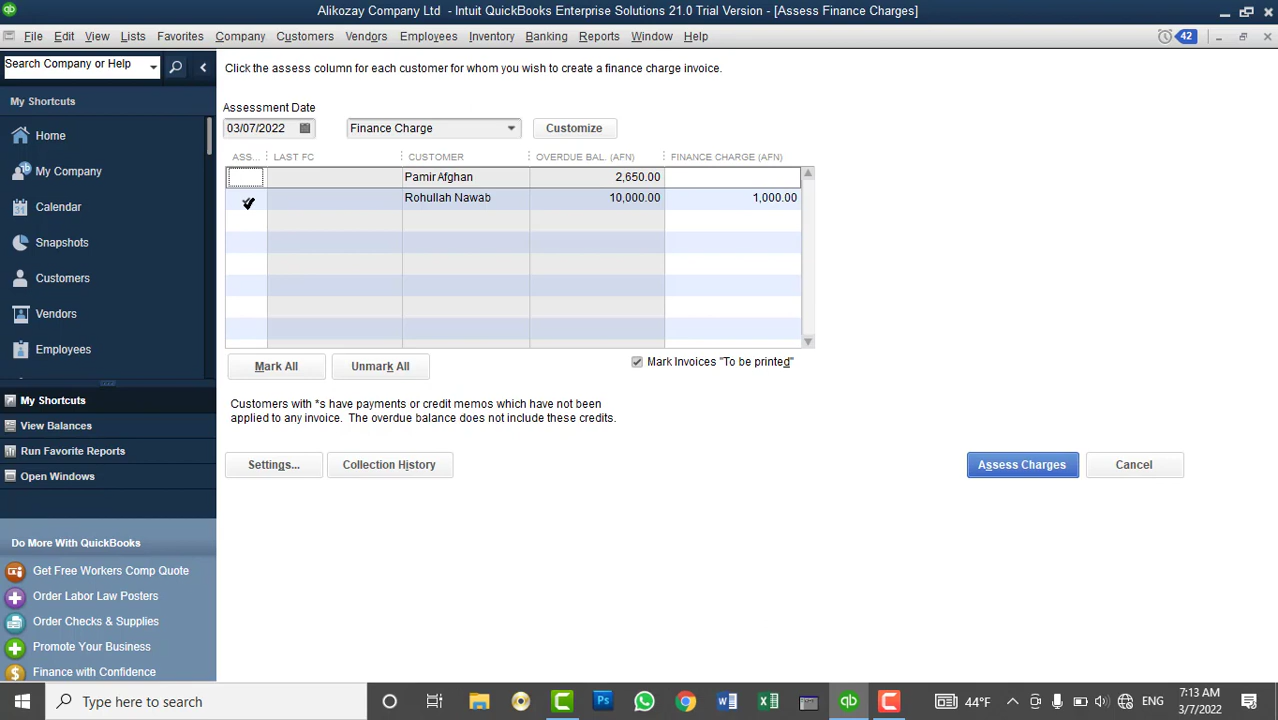 Alikozay Company Ltd - Intuit QuickBooks Enterprise Solutions 21.0 Trial Version - [Assess Finance Charges]
File Edit View Lists Favorites Company Customers Vendors Employees Inventory Banking Reports Window Help 42
Search Company or Help
Click the assess column for each customer for whom you wish to create a finance charge invoice.
My Shortcuts
Home
My Company
Calendar
Snapshots
Customers
Vendors
Employees
My Shortcuts
View Balances
Run Favorite Reports
Open Windows
Do More With QuickBooks
Get Free Workers Comp Quote
Order Labor Law Posters
Order Checks & Supplies
Promote Your Business
Finance with Confidence
Assessment Date
03/07/2022 Finance Charge Customize
ASS... LAST FC CUSTOMER OVERDUE BAL. (AFN) FINANCE CHARGE (AFN)
Pamir Afghan 2,650.00
Rohullah Nawab 10,000.00 1,000.00
Mark All Unmark All Mark Invoices "To be printed"
Customers with *s have payments or credit memos which have not been
applied to any invoice. The overdue balance does not include these credits.
Settings... Collection History Assess Charges Cancel
Type here to search 44°F ENG 7:13 AM
3/7/2022